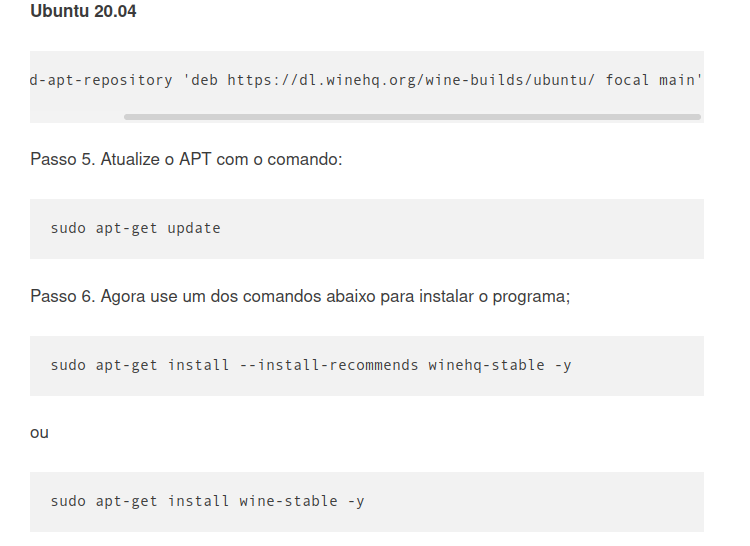 Ubuntu 20.04
d-apt-repository 'deb https://dl.winehq.org/wine-builds/ubuntu/ focal main'
Passo 5. Atualize o APT com o comando:
sudo apt-get update
Passo 6. Agora use um dos comandos abaixo para instalar o programa;
sudo apt-get install --install-recommends winehq-stable -y
ou
sudo apt-get install wine-stable -y